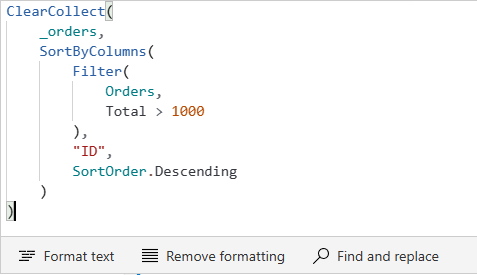 ClearCollect(
    _orders,
    SortByColumns(
        Filter(
            Orders,
            Total > 1000
        ),
        "ID",
        SortOrder.Descending
    )
)
Format text Remove formatting Find and replace